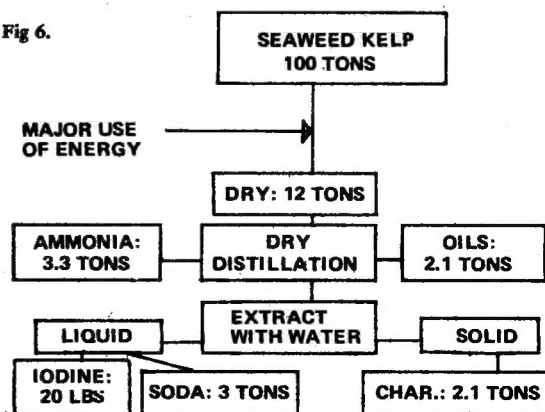 Fig 6.
SEAWEED KELP
100 TONS
MAJOR USE
OF ENERGY
DRY: 12 TONS
AMMONIA:
3.3 TONS
DRY
DISTILLATION
OILS:
2.1 TONS
LIQUID
EXTRACT
WITH WATER
SOLID
IODINE:
20 LBS
SODA: 3 TONS
CHAR.: 2.1 TONS